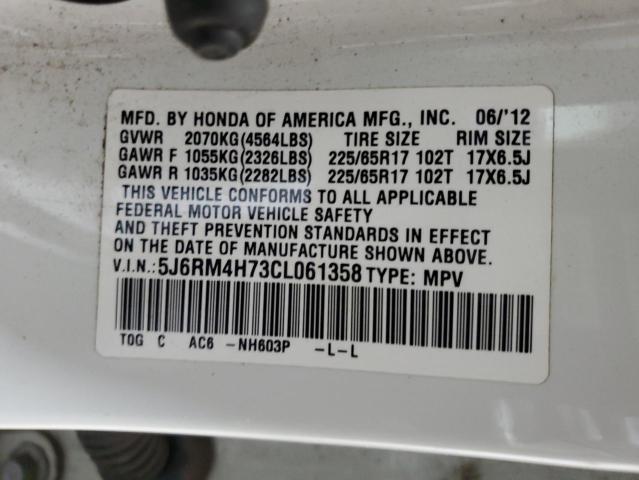 MFD. BY HONDA OF AMERICA MFG., INC. 06/'12
GVWR 2070KG(4564LBS) TIRE SIZE RIM SIZE
GAWR F 1055KG(2326LBS) 225/65R17 102T 17X6.5J
GAWR R 1035KG(2282LBS) 225/65R17 102T 17X6.5J
THIS VEHICLE CONFORMS TO ALL APPLICABLE
FEDERAL MOTOR VEHICLE SAFETY
AND THEFT PREVENTION STANDARDS IN EFFECT
ON THE DATE OF MANUFACTURE SHOWN ABOVE.
V.I.N.:5J6RM4H73CL061358 TYPE: MPV
T0G C AC6 -NH603P -L-L